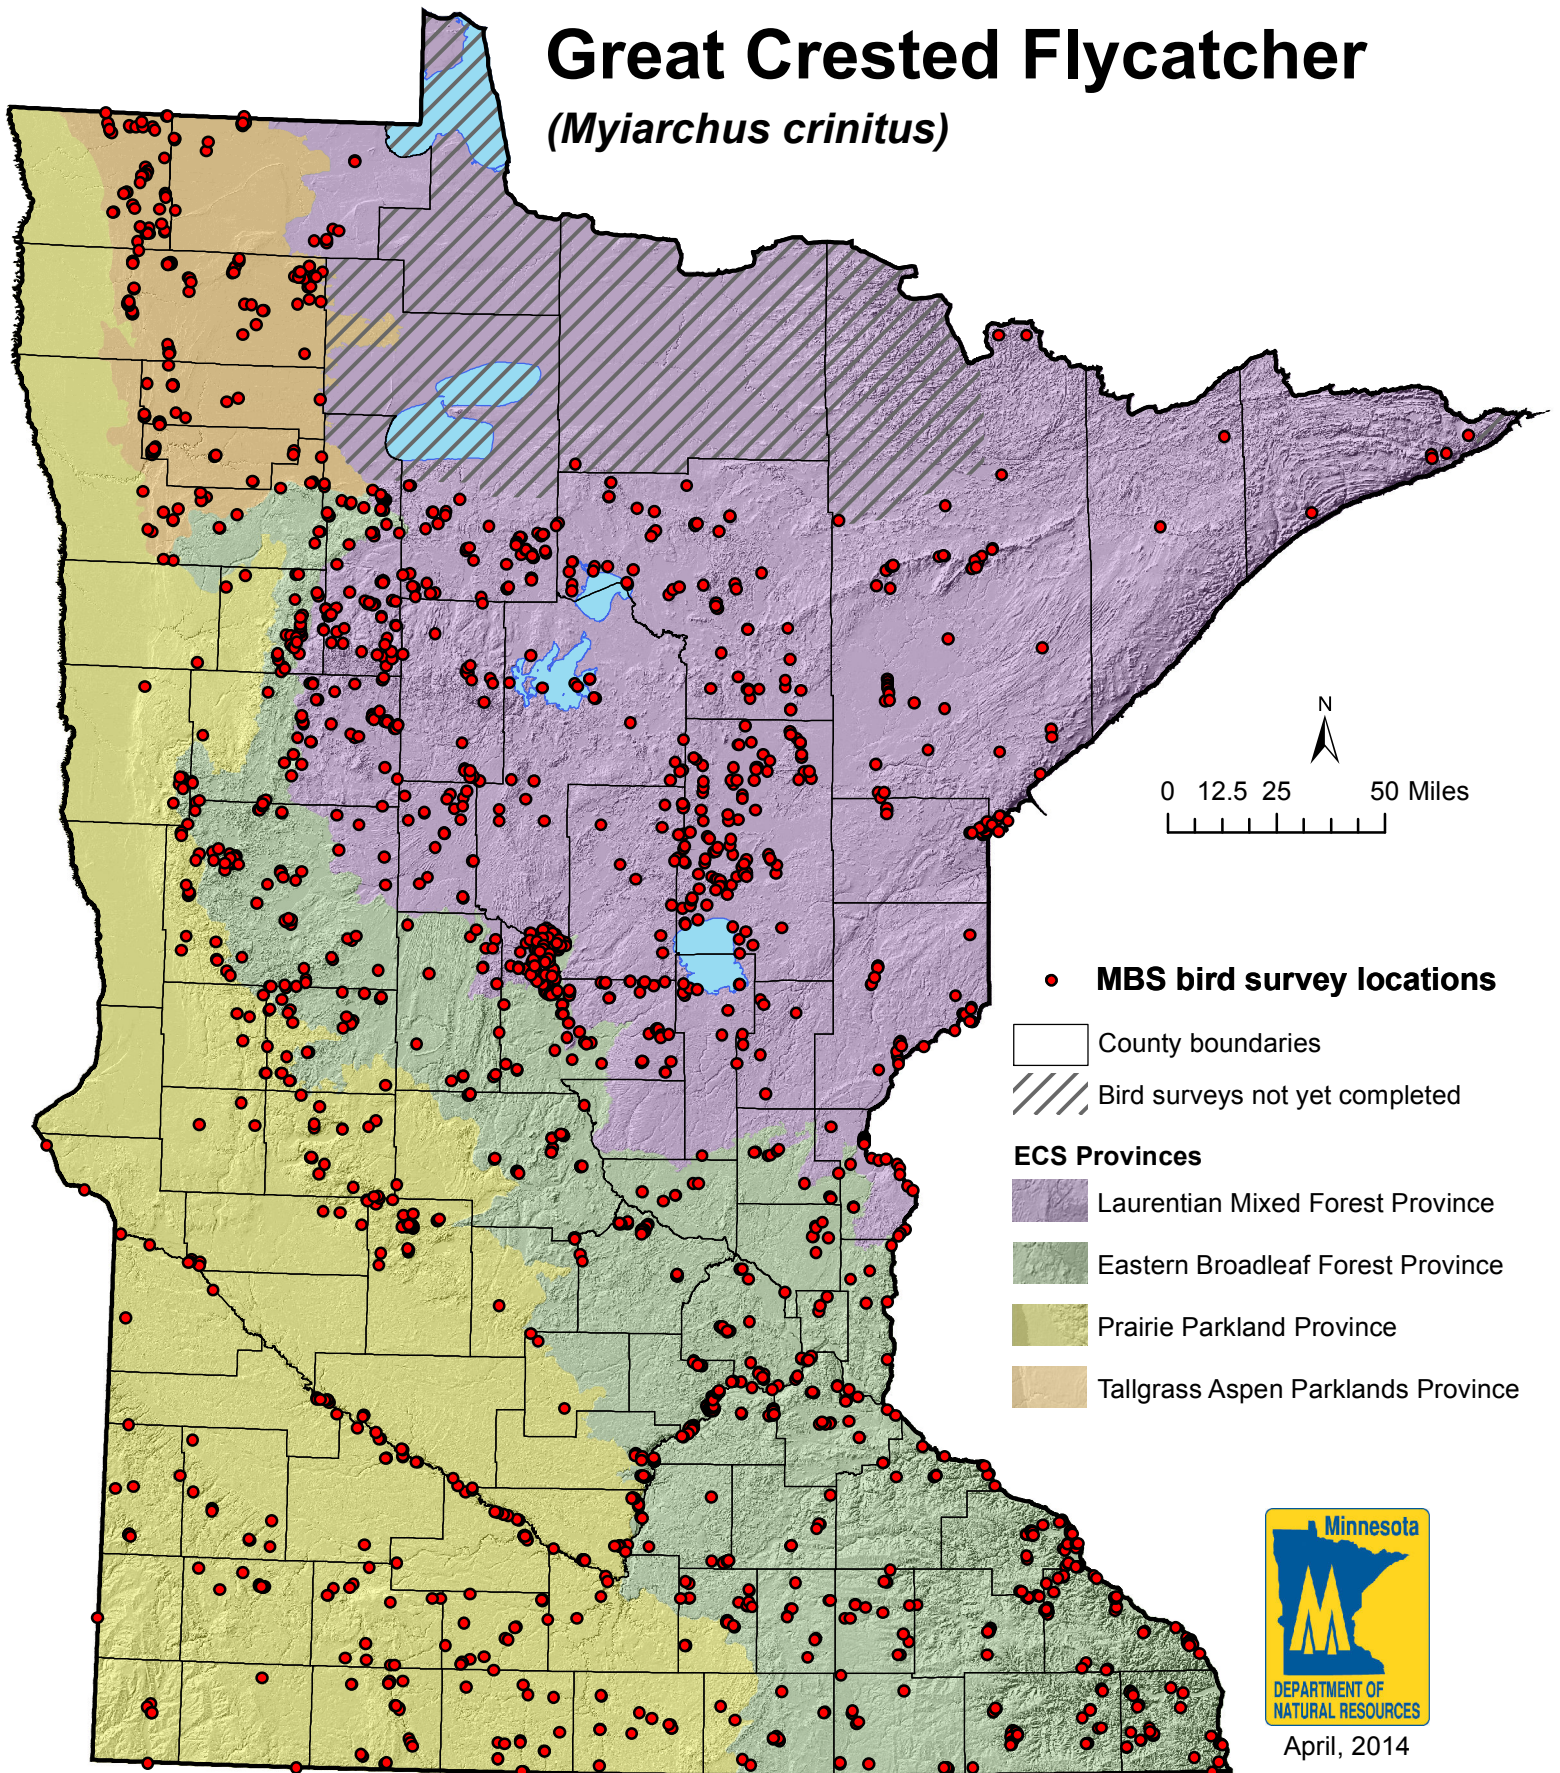 Great Crested Flycatcher
(Myiarchus crinitus)
N
0 12.5 25 50 Miles
MBS bird survey locations
County boundaries
Bird surveys not yet completed
ECS Provinces
Laurentian Mixed Forest Province
Eastern Broadleaf Forest Province
Prairie Parkland Province
Tallgrass Aspen Parklands Province
Minnesota
DEPARTMENT OF
NATURAL RESOURCES
April, 2014